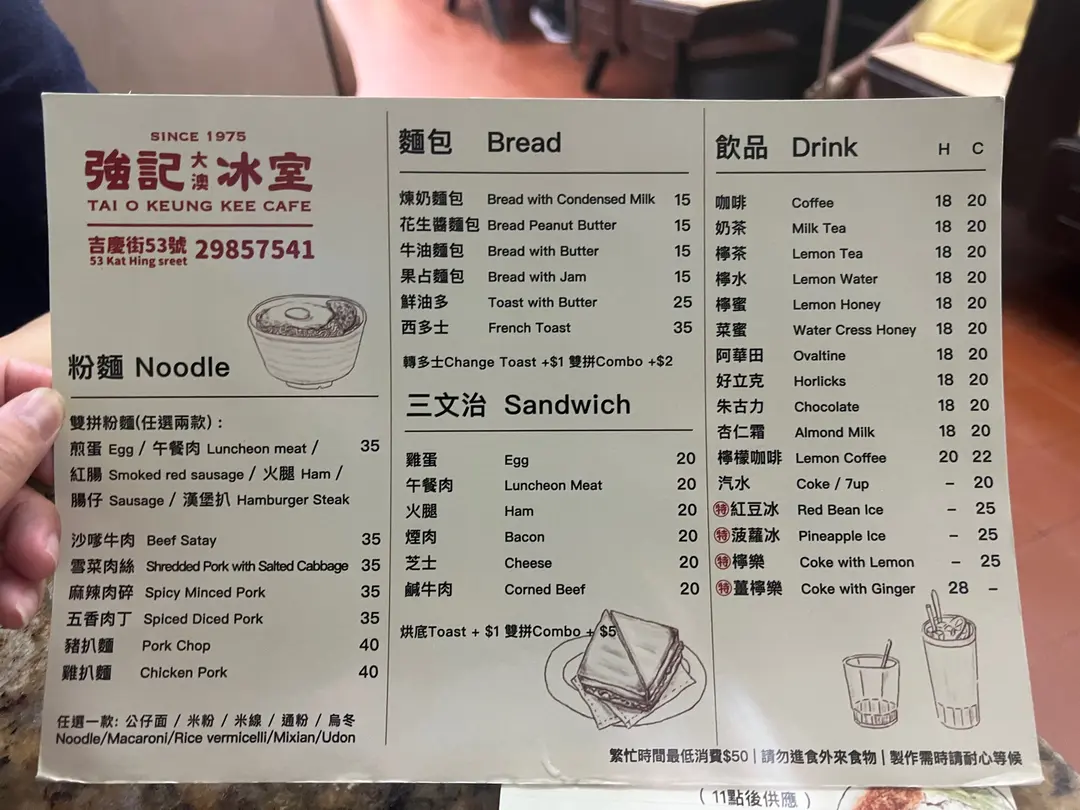 SINCE 1975
強記大澳冰室
TAI O KEUNG KEE CAFE
吉慶街53號 29857541
53 Kat Hing sreet
粉麵 Noodle
雙拼粉麵(任選兩款) :
煎蛋 Egg / 午餐肉 Luncheon meat / 35
紅腸 Smoked red sausage / 火腿 Ham /
腸仔 Sausage / 漢堡扒 Hamburger Steak
沙嗲牛肉 Beef Satay 35
雪菜肉絲 Shredded Pork with Salted Cabbage 35
麻辣肉碎 Spicy Minced Pork 35
五香肉丁 Spiced Diced Pork 35
豬扒麵 Pork Chop 40
雞扒麵 Chicken Pork 40
任選一款: 公仔面 / 米粉 / 米線 / 通粉 / 烏冬
Noodle/Macaroni/Rice vermicelli/Mixian/Udon
麵包 Bread
煉奶麵包 Bread with Condensed Milk 15
花生醬麵包 Bread Peanut Butter 15
牛油麵包 Bread with Butter 15
果占麵包 Bread with Jam 15
鮮油多 Toast with Butter 25
西多士 French Toast 35
轉多士Change Toast +$1 雙拼Combo +$2
三文治 Sandwich
雞蛋 Egg 20
午餐肉 Luncheon Meat 20
火腿 Ham 20
煙肉 Bacon 20
芝士 Cheese 20
鹹牛肉 Corned Beef 20
烘底Toast + $1 雙拼Combo + $5
飲品 Drink H C
咖啡 Coffee 18 20
奶茶 Milk Tea 18 20
檸茶 Lemon Tea 18 20
檸水 Lemon Water 18 20
檸蜜 Lemon Honey 18 20
菜蜜 Water Cress Honey 18 20
阿華田 Ovaltine 18 20
好立克 Horlicks 18 20
朱古力 Chocolate 18 20
杏仁霜 Almond Milk 18 20
檸檬咖啡 Lemon Coffee 20 22
汽水 Coke / 7up – 20
特紅豆冰 Red Bean Ice – 25
特菠蘿冰 Pineapple Ice – 25
特檸樂 Coke with Lemon – 25
特薑檸樂 Coke with Ginger 28 –
繁忙時間最低消費$50 | 請勿進食外來食物 | 製作需時請耐心等候
( 11點後供應 )